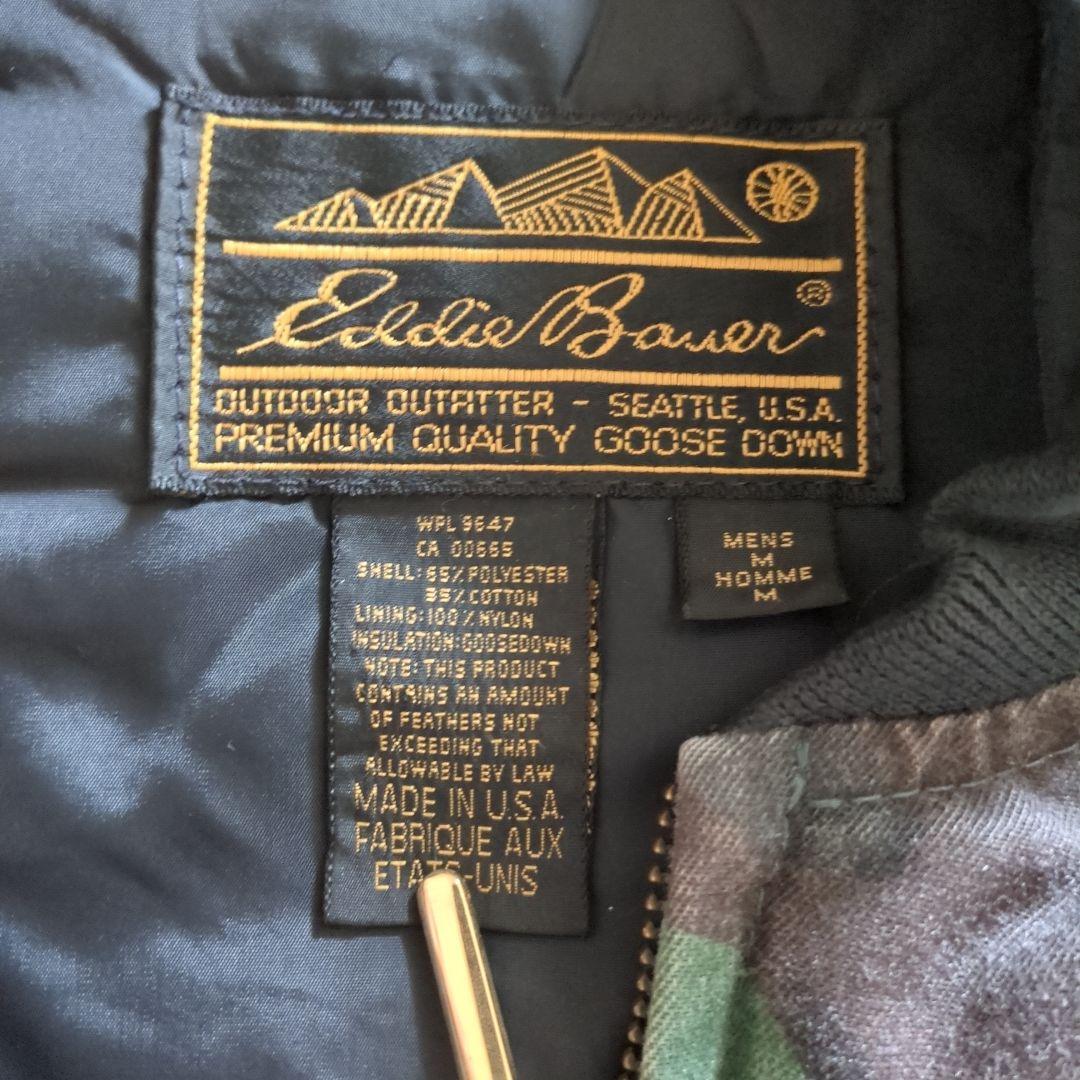 Eddie Bauer ®
OUTDOOR OUTFITTER - SEATTLE, U.S.A.
PREMIUM QUALITY GOOSE DOWN
WPL 9647
CA 00665
SHELL: 65% POLYESTER
35% COTTON
LINING: 100% NYLON
INSULATION: GOOSEDOWN
NOTE: THIS PRODUCT
CONTAINS AN AMOUNT
OF FEATHERS NOT
EXCEEDING THAT
ALLOWABLE BY LAW
MADE IN U.S.A.
FABRIQUE AUX
ETATS-UNIS
MENS
M
HOMME
M